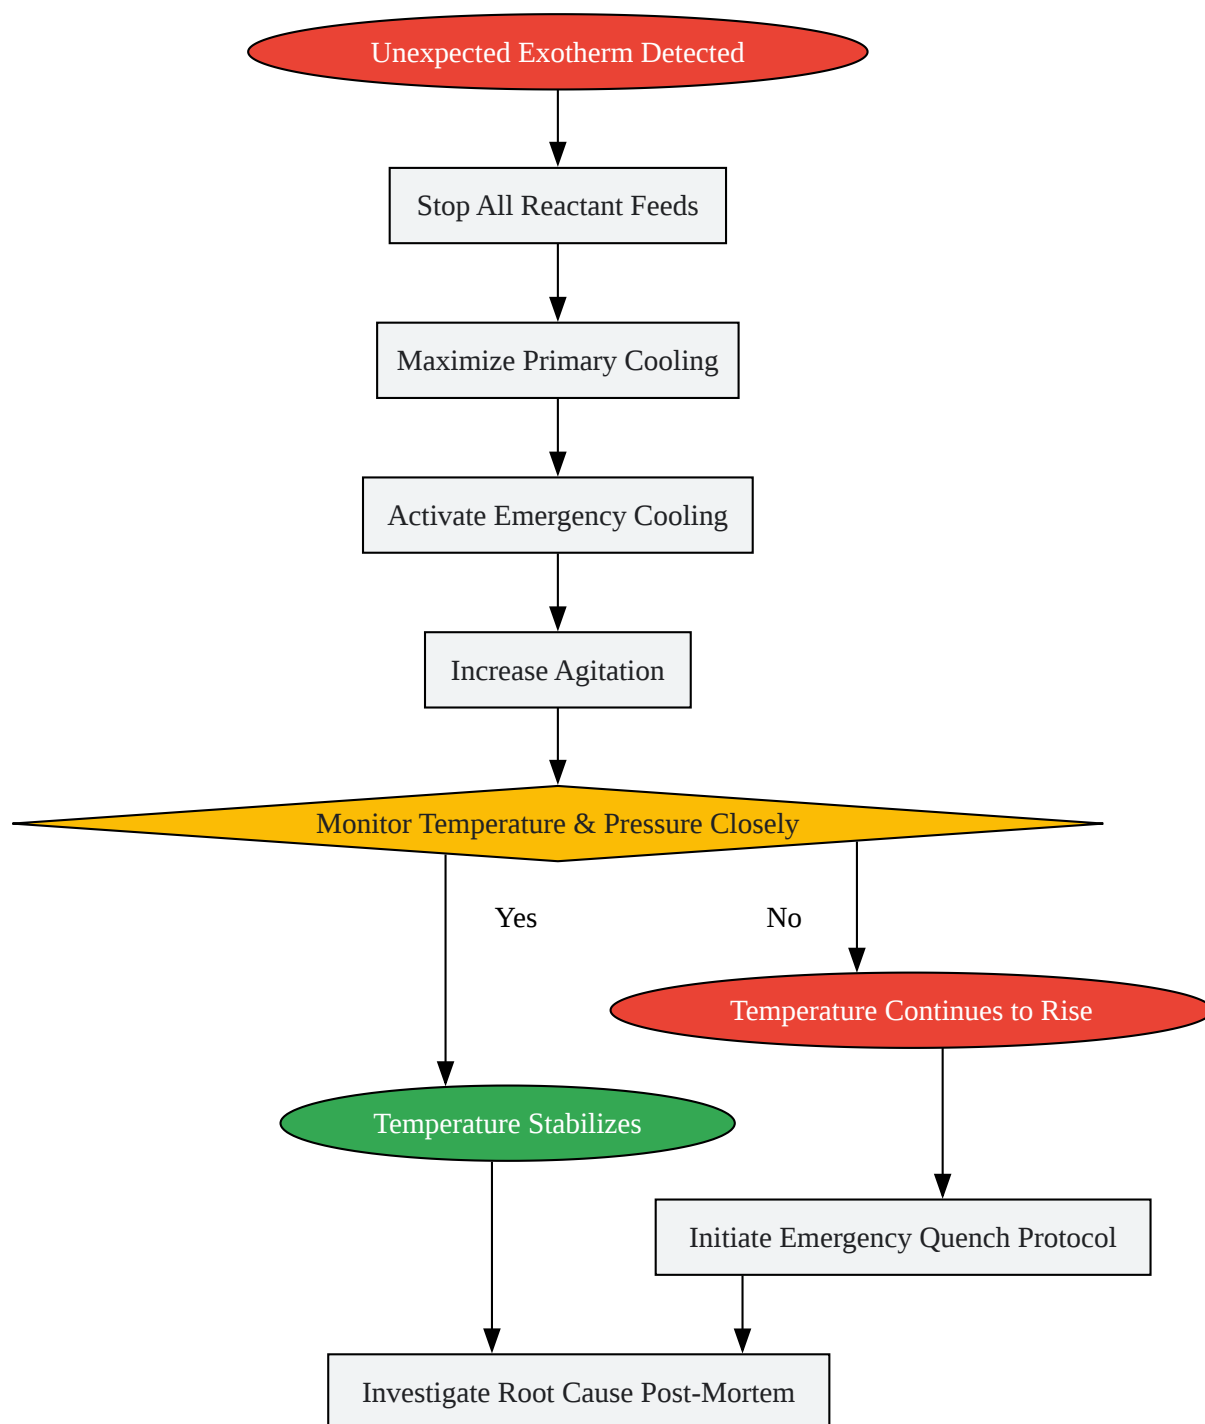 Unexpected Exotherm Detected
Stop All Reactant Feeds
Maximize Primary Cooling
Activate Emergency Cooling
Increase Agitation
Monitor Temperature & Pressure Closely
Yes
No
Temperature Continues to Rise
Temperature Stabilizes
Initiate Emergency Quench Protocol
Investigate Root Cause Post-Mortem